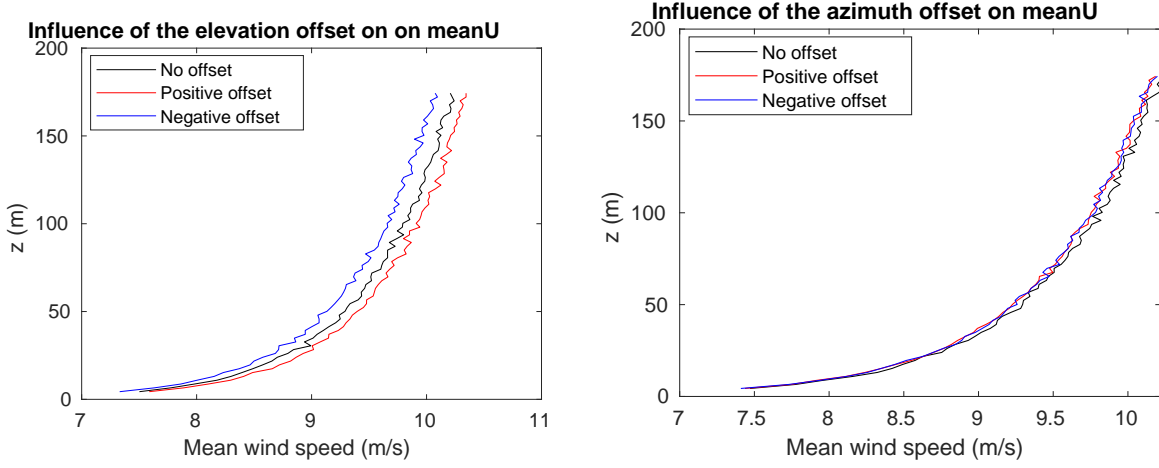 Influence of the elevation offset on on meanU
200
150
100
50
0
z (m)
No offset
Positive offset
Negative offset
7
8
9
10
11
Mean wind speed (m/s)
Influence of the azimuth offset on meanU
200
150
100
50
0
z (m)
No offset
Positive offset
Negative offset
7
7.5
8
8.5
9
9.5
10
Mean wind speed (m/s)